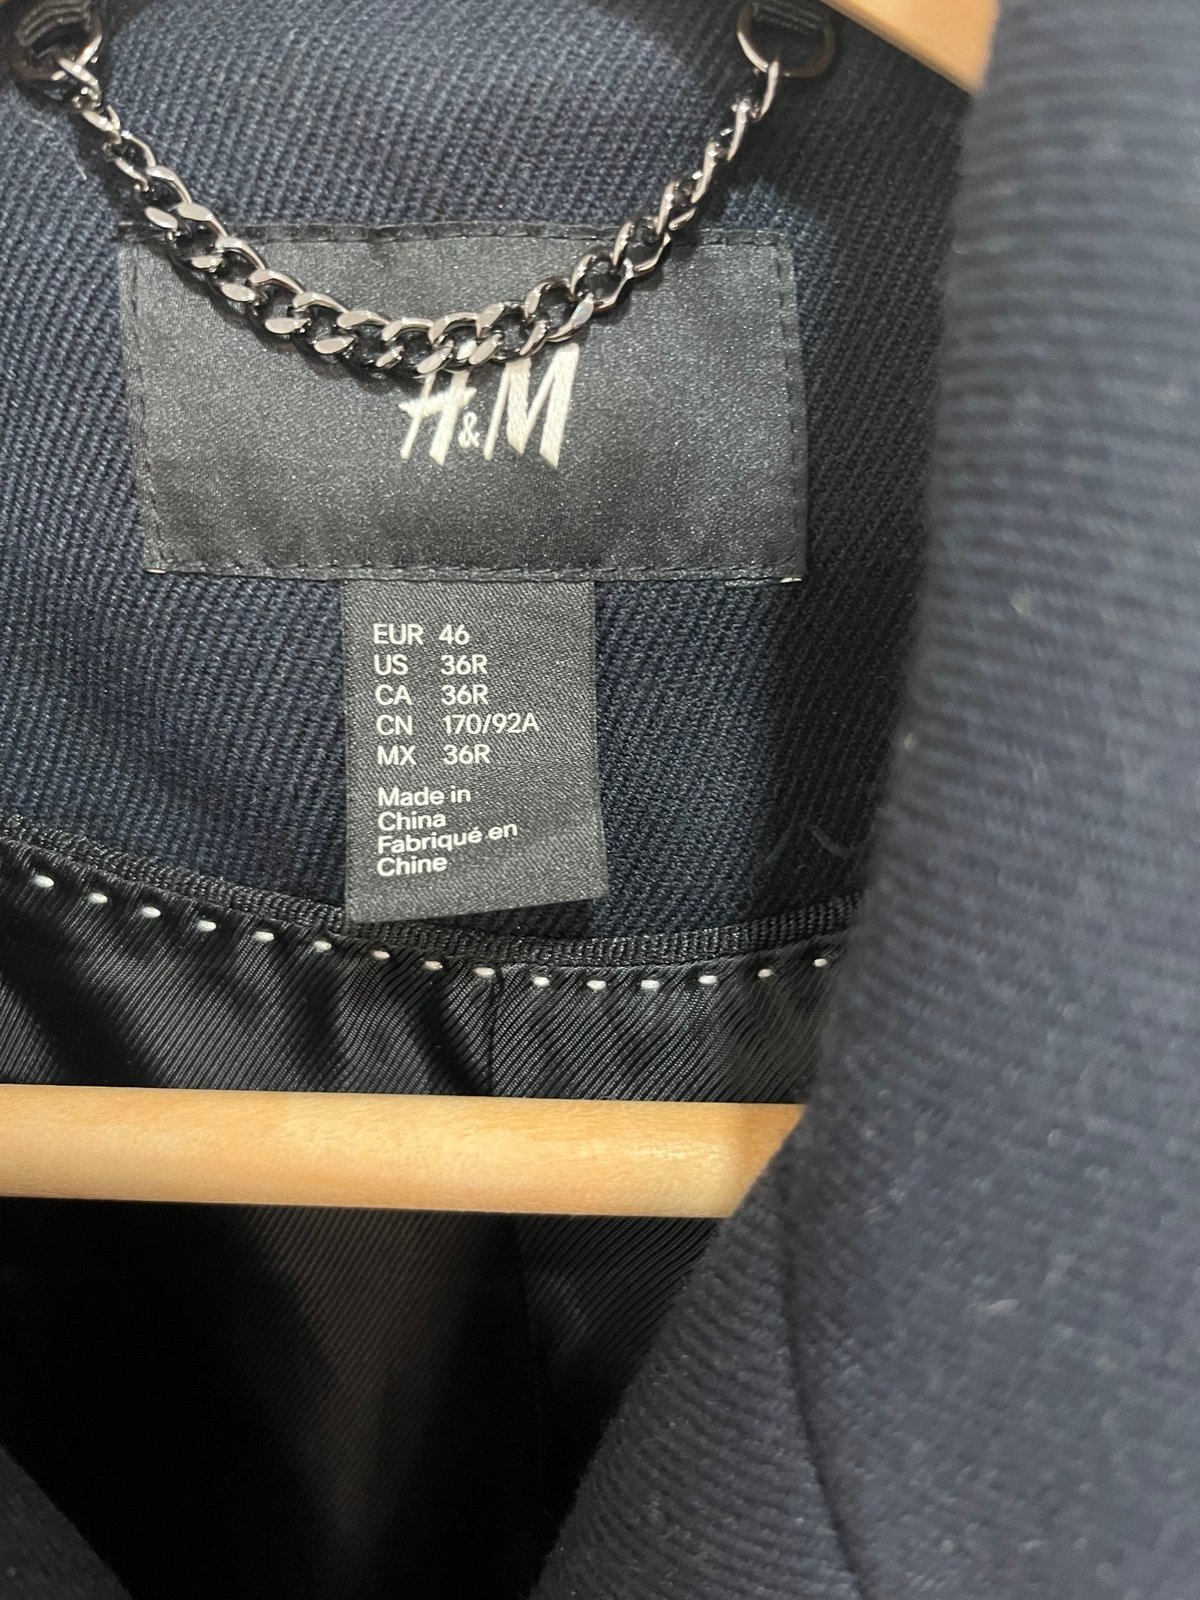 H&M
EUR 46
US 36R
CA 36R
CN 170/92A
MX 36R
Made in
China
Fabriqué en
Chine